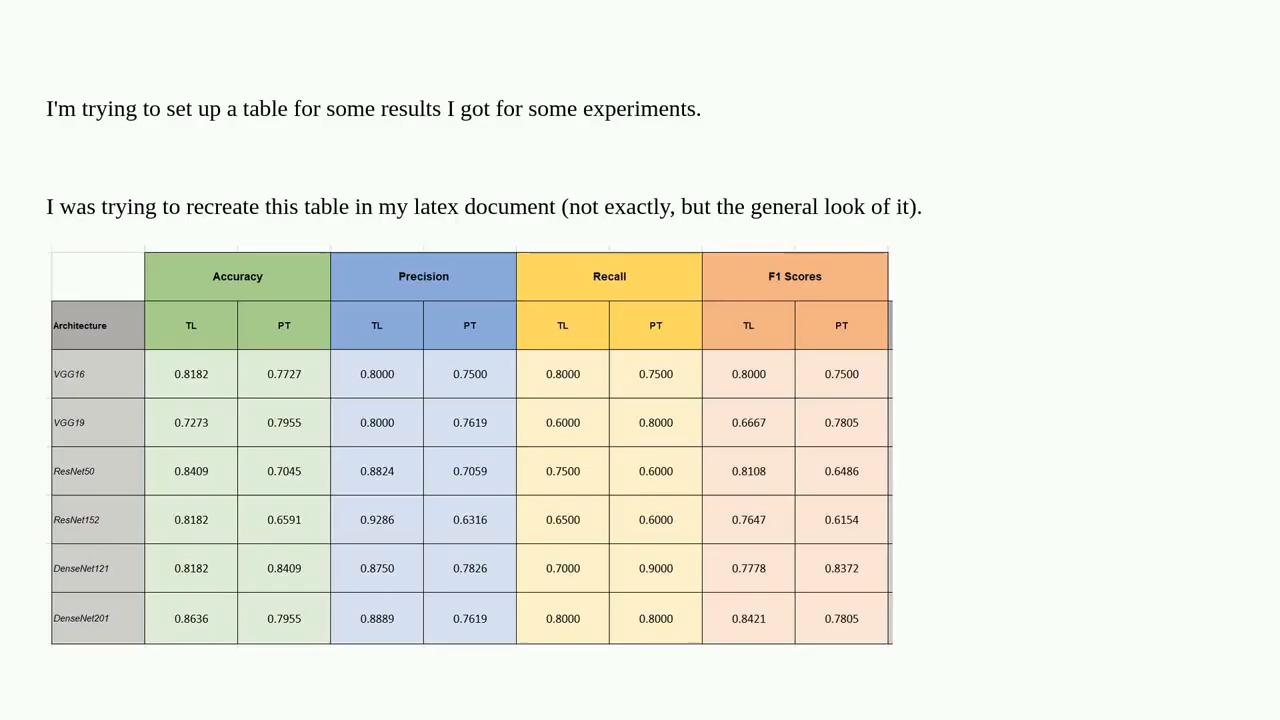 I'm trying to set up a table for some results I got for some experiments.
I was trying to recreate this table in my latex document (not exactly, but the general look of it).
Accuracy Precision Recall F1 Scores
Architecture TL PT TL PT TL PT TL PT
VGG16 0.8182 0.7727 0.8000 0.7500 0.8000 0.7500 0.8000 0.7500
VGG19 0.7273 0.7955 0.8000 0.7619 0.6000 0.8000 0.6667 0.7805
ResNet50 0.8409 0.7045 0.8824 0.7059 0.7500 0.6000 0.8108 0.6486
ResNet152 0.8182 0.6591 0.9286 0.6316 0.6500 0.6000 0.7647 0.6154
DenseNet121 0.8182 0.8409 0.8750 0.7826 0.7000 0.9000 0.7778 0.8372
DenseNet201 0.8636 0.7955 0.8889 0.7619 0.8000 0.8000 0.8421 0.7805